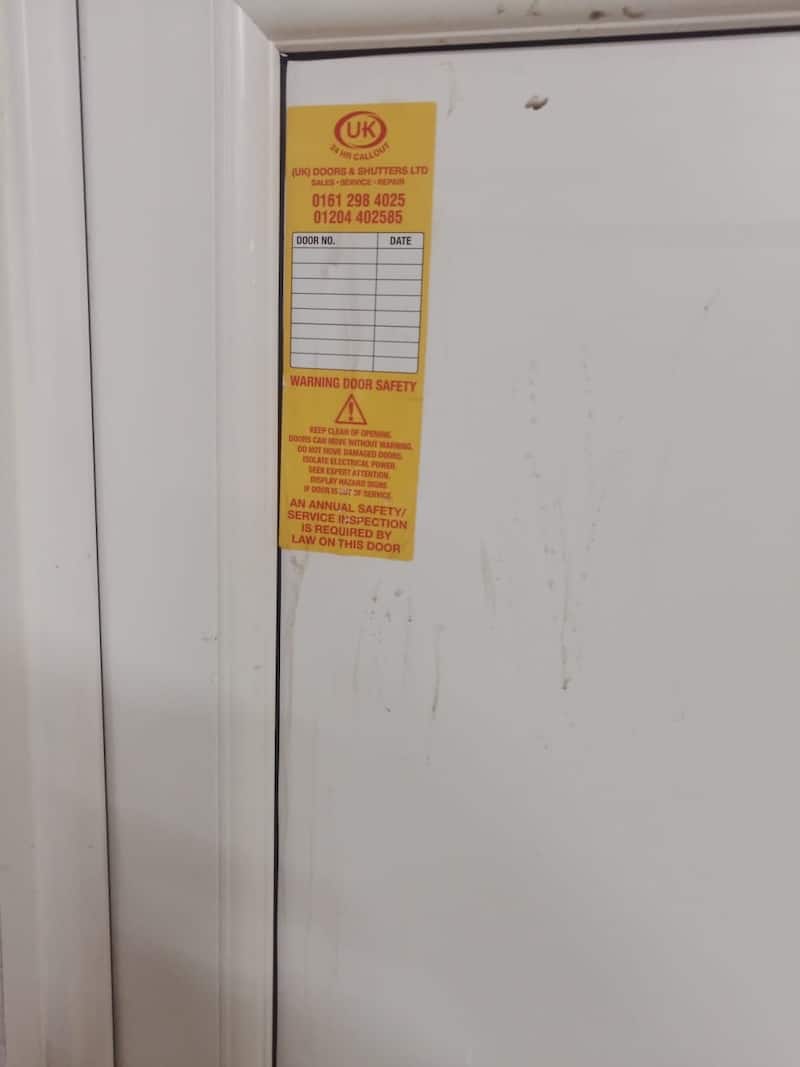 UK
24 HR CALLOUT
(UK) DOORS & SHUTTERS LTD
SALES • SERVICE • REPAIR
0161 298 4025
01204 402585
DOOR NO. DATE
WARNING DOOR SAFETY
KEEP CLEAR OF OPENING.
DOORS CAN MOVE WITHOUT WARNING.
DO NOT MOVE DAMAGED DOORS.
ISOLATE ELECTRICAL POWER
SEEK EXPERT ATTENTION.
DISPLAY HAZARD SIGNS
IF DOOR IS OUT OF SERVICE.
AN ANNUAL SAFETY/
SERVICE INSPECTION
IS REQUIRED BY
LAW ON THIS DOOR